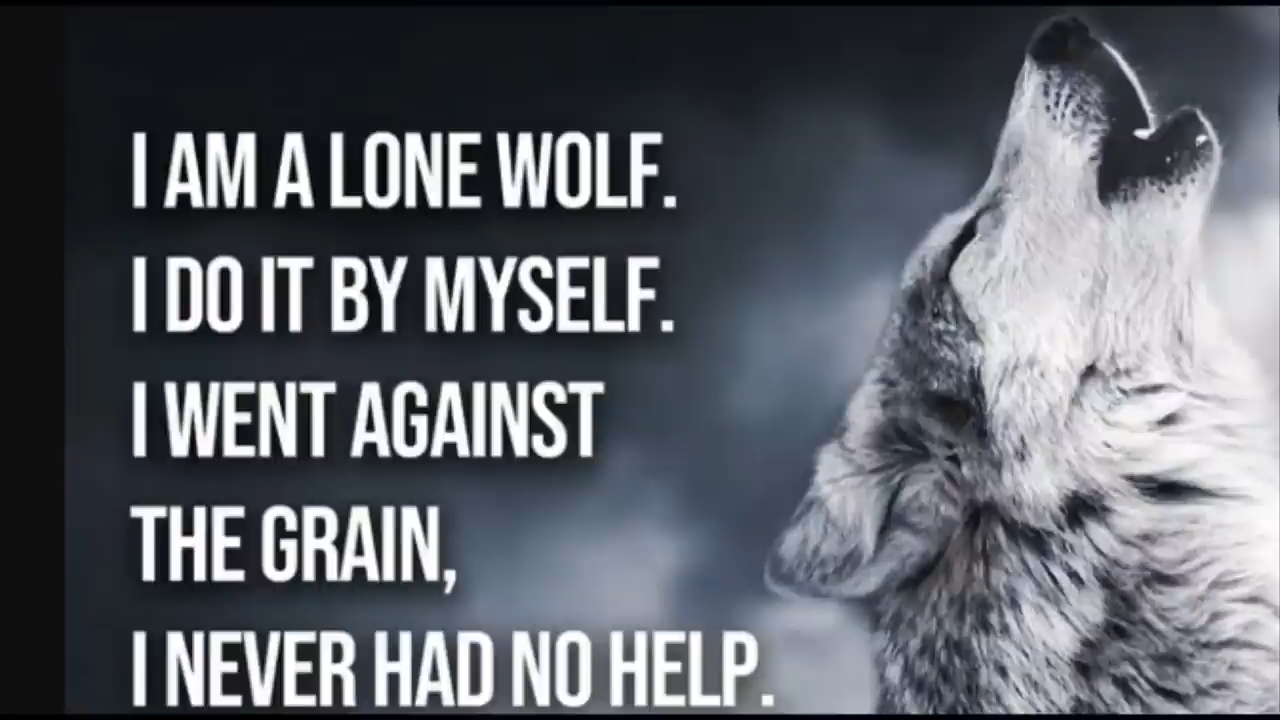 I AM A LONE WOLF.
I DO IT BY MYSELF.
I WENT AGAINST
THE GRAIN,
I NEVER HAD NO HELP.